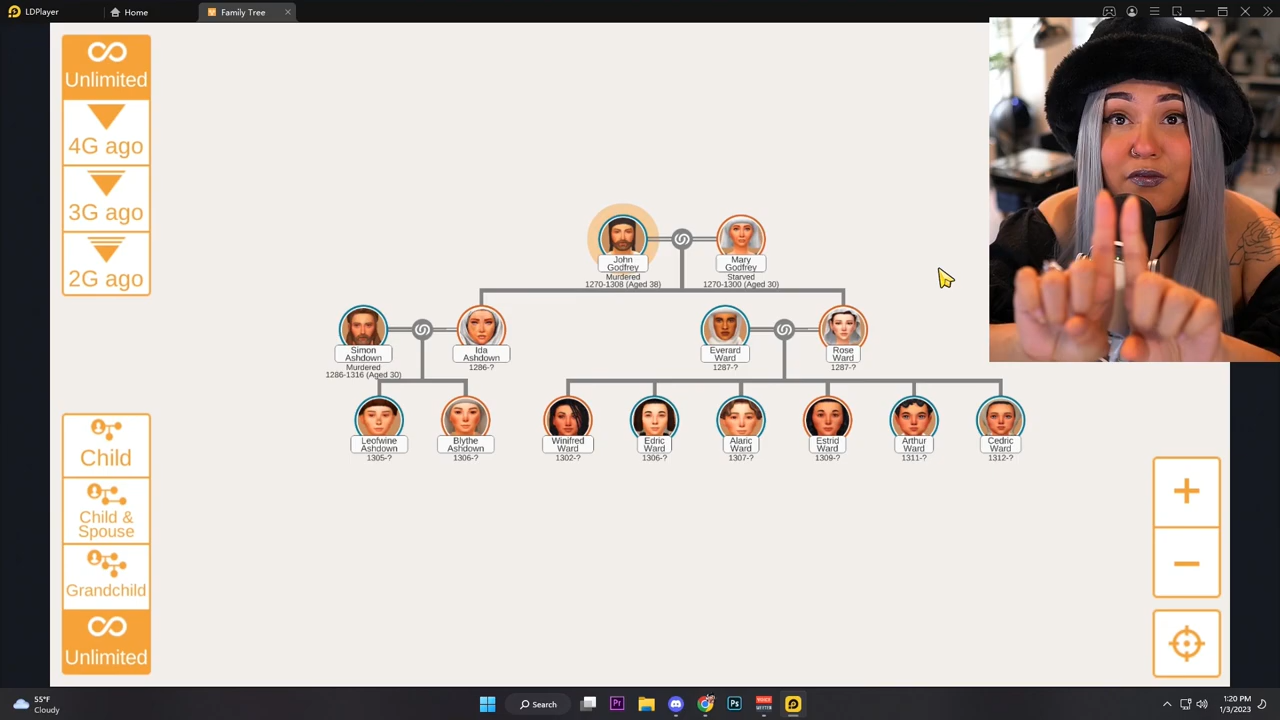 LDPlayer
Home
Family Tree
Unlimited
4G ago
3G ago
2G ago
John
Godfrey
Murdered
1270-1308 (Aged 38)
Mary
Godfrey
Starved
1270-1300 (Aged 30)
Simon
Ashdown
Murdered
1286-1316 (Aged 30)
Ida
Ashdown
1286-?
Everard
Ward
1287-?
Rose
Ward
1287-?
Leofwine
Ashdown
1305-?
Blythe
Ashdown
1306-?
Winifred
Ward
1302-?
Edric
Ward
1306-?
Alaric
Ward
1307-?
Estrid
Ward
1309-?
Arthur
Ward
1311-?
Cedric
Ward
1312-?
Child
Child &
Spouse
Grandchild
Unlimited
55°F
Cloudy
Search
Pr
Ps
1:20 PM
1/3/2023